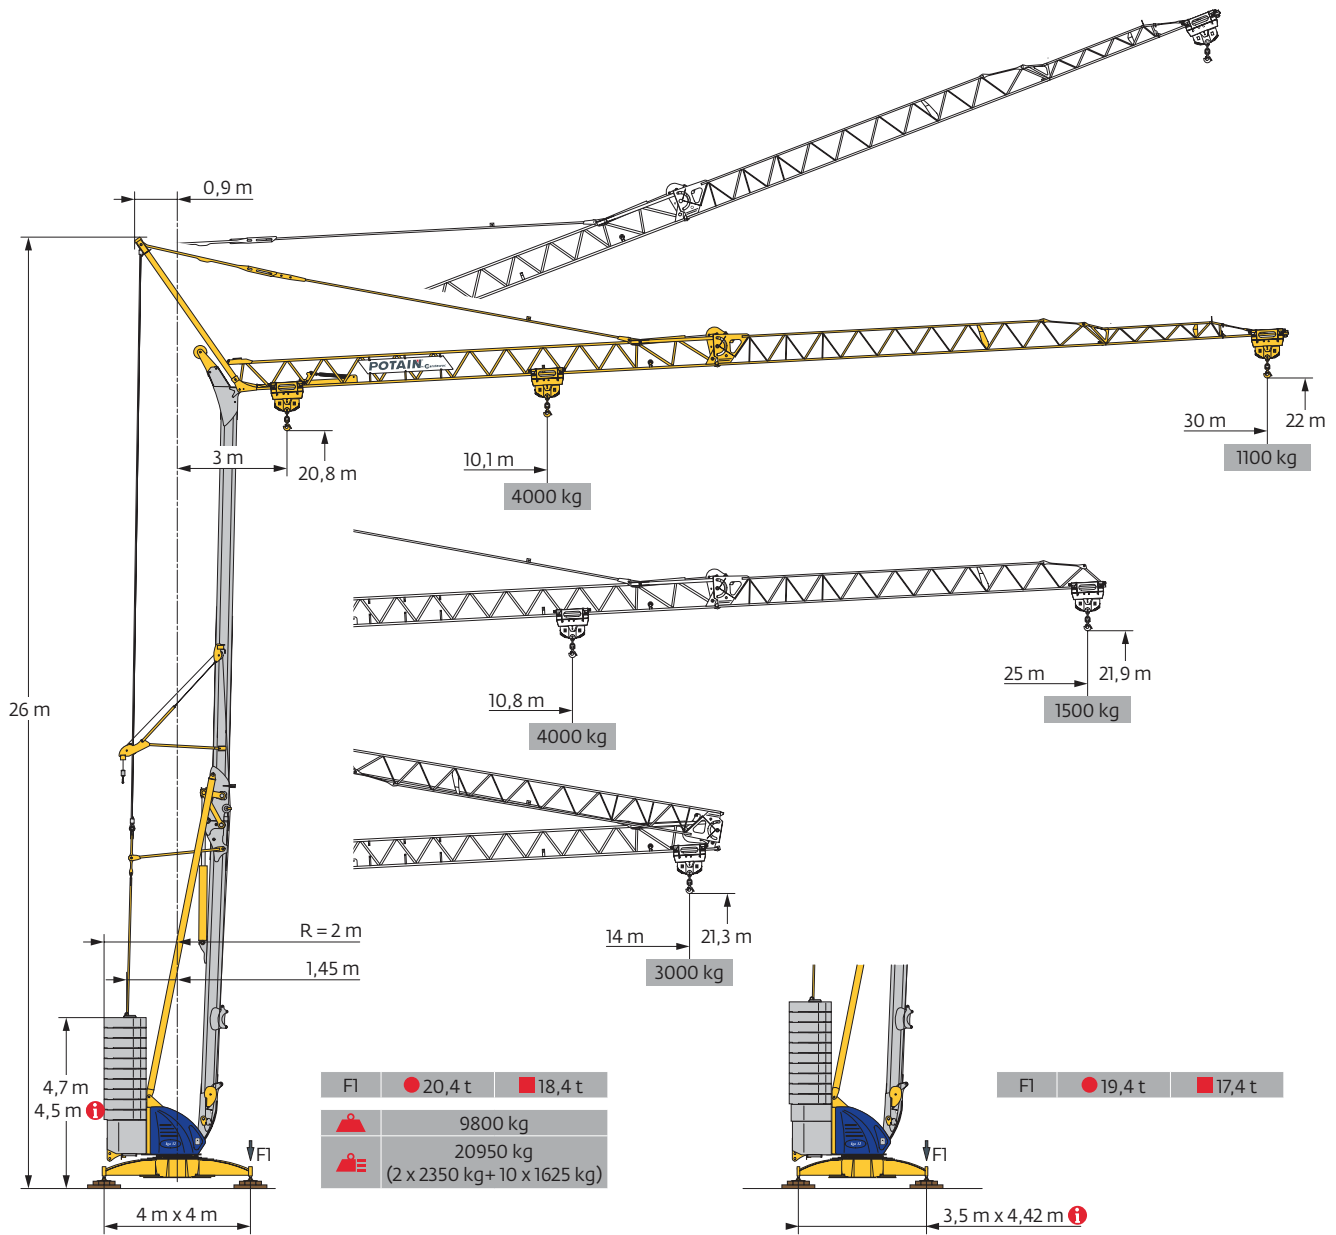 0,9 m
POTAIN
3 m
20,8 m
10,1 m
4000 kg
30 m
22 m
1100 kg
26 m
10,8 m
4000 kg
25 m
21,9 m
1500 kg
14 m
21,3 m
3000 kg
R = 2 m
1,45 m
4,7 m
4,5 m i
F1 20,4 t 18,4 t
9800 kg
20950 kg
(2 x 2350 kg+ 10 x 1625 kg)
F1
4 m x 4 m
F1 19,4 t 17,4 t
F1
3,5 m x 4,42 m i